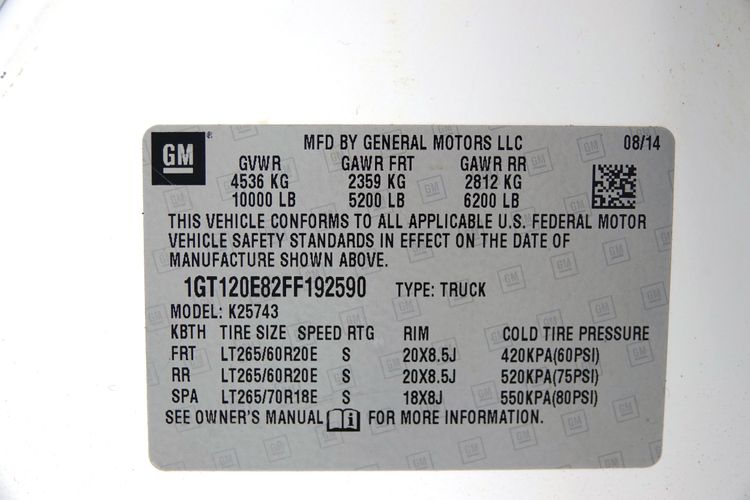 GM®
MFD BY GENERAL MOTORS LLC 08/14
GVWR GAWR FRT GAWR RR
4536 KG 2359 KG 2812 KG
10000 LB 5200 LB 6200 LB
THIS VEHICLE CONFORMS TO ALL APPLICABLE U.S. FEDERAL MOTOR
VEHICLE SAFETY STANDARDS IN EFFECT ON THE DATE OF
MANUFACTURE SHOWN ABOVE.
1GT120E82FF192590 TYPE: TRUCK
MODEL: K25743
KBTH TIRE SIZE SPEED RTG RIM COLD TIRE PRESSURE
FRT LT265/60R20E S 20X8.5J 420KPA(60PSI)
RR LT265/60R20E S 20X8.5J 520KPA(75PSI)
SPA LT265/70R18E S 18X8J 550KPA(80PSI)
SEE OWNER'S MANUAL i FOR MORE INFORMATION.